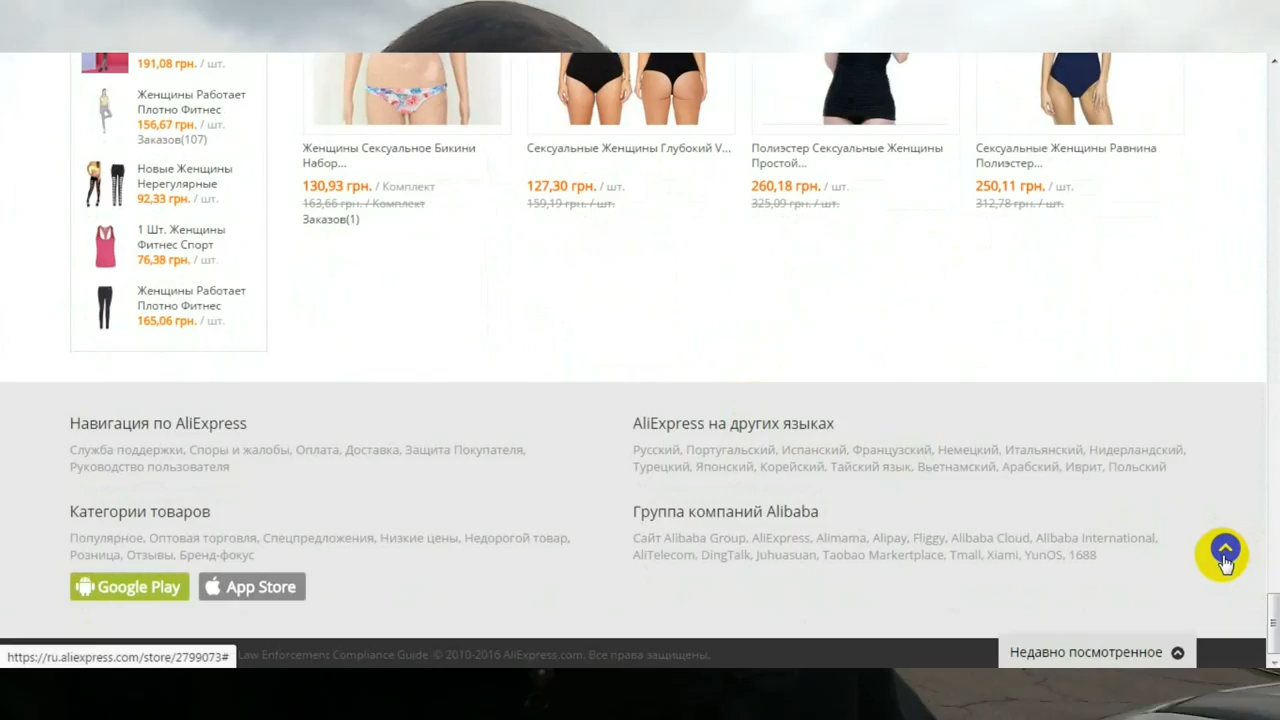 191,08 грн. / шт.
Женщины Работает
Плотно Фитнес
156,67 грн. / шт.
Заказов(107)
Новые Женщины
Нерегулярные
92,33 грн. / шт.
1 Шт. Женщины
Фитнес Спорт
76,38 грн. / шт.
Женщины Работает
Плотно Фитнес
165,06 грн. / шт.
Женщины Сексуальное Бикини
Набор...
130,93 грн. / Комплект
163,66 грн. / Комплект
Заказов(1)
Сексуальные Женщины Глубокий V...
127,30 грн. / шт.
159,19 грн. / шт.
Полиэстер Сексуальные Женщины
Простой...
260,18 грн. / шт.
325,09 грн. / шт.
Сексуальные Женщины Равнина
Полиэстер...
250,11 грн. / шт.
312,78 грн. / шт.
Навигация по AliExpress
Служба поддержки, Споры и жалобы, Оплата, Доставка, Защита Покупателя,
Руководство пользователя
AliExpress на других языках
Русский, Португальский, Испанский, Французский, Немецкий, Итальянский, Нидерландский,
Турецкий, Японский, Корейский, Тайский язык, Вьетнамский, Арабский, Иврит, Польский
Категории товаров
Популярное, Оптовая торговля, Спецпредложения, Низкие цены, Недорогой товар,
Розница, Отзывы, Бренд-фокус
Группа компаний Alibaba
Сайт Alibaba Group, AliExpress, Alimama, Alipay, Fliggy, Alibaba Cloud, Alibaba International,
AliTelecom, DingTalk, Juhuasuan, Taobao Markertplace, Tmall, Xiami, YunOS, 1688
Google Play
App Store
https://ru.aliexpress.com/store/2799073#
Law Enforcement Compliance Guide © 2010-2016 AliExpress.com. Все права защищены.
Недавно посмотренное